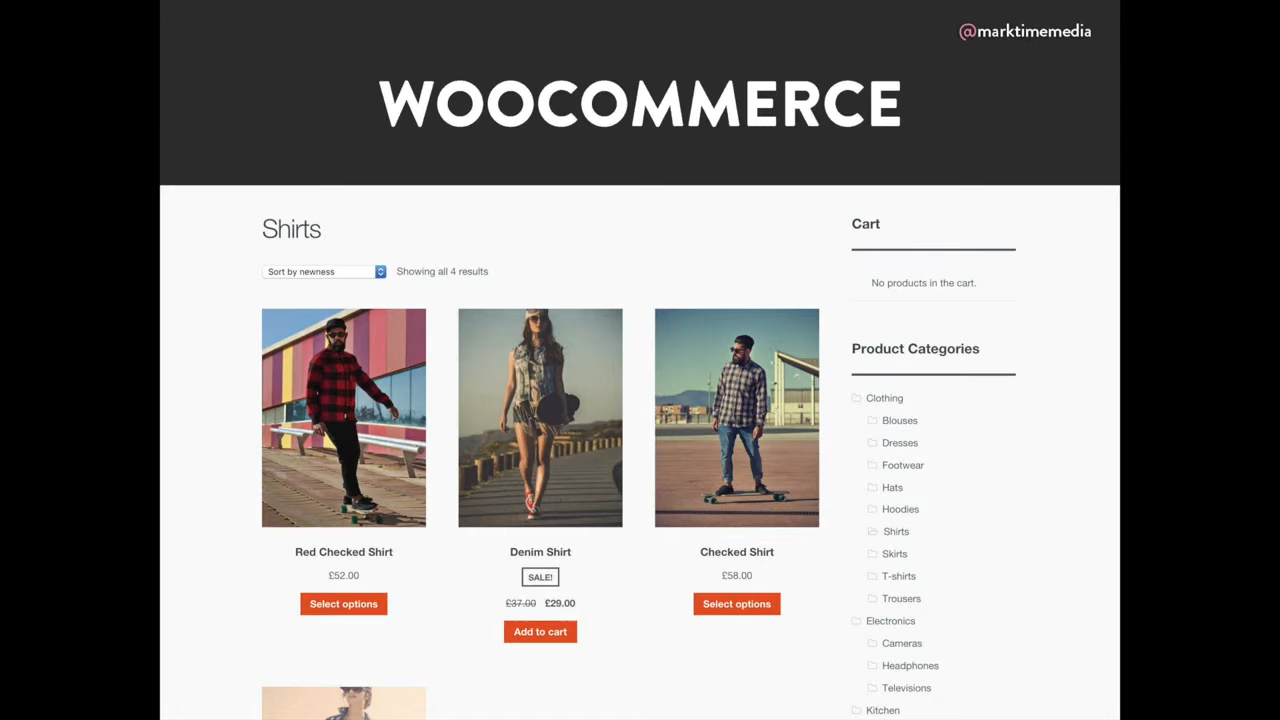 @marktimemedia
WOOCOMMERCE
Shirts
Sort by newness
Showing all 4 results
Red Checked Shirt
£52.00
Select options
Denim Shirt
SALE!
£37.00 £29.00
Add to cart
Checked Shirt
£58.00
Select options
Cart
No products in the cart.
Product Categories
Clothing
Blouses
Dresses
Footwear
Hats
Hoodies
Shirts
Skirts
T-shirts
Trousers
Electronics
Cameras
Headphones
Televisions
Kitchen